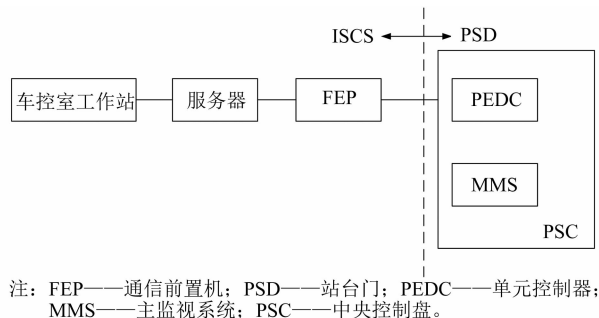 ISCS PSD
车控室工作站 服务器 FEP PEDC
MMS
PSC
注：FEP——通信前置机；PSD——站台门；PEDC——单元控制器；
MMS——主监视系统；PSC——中央控制盘。